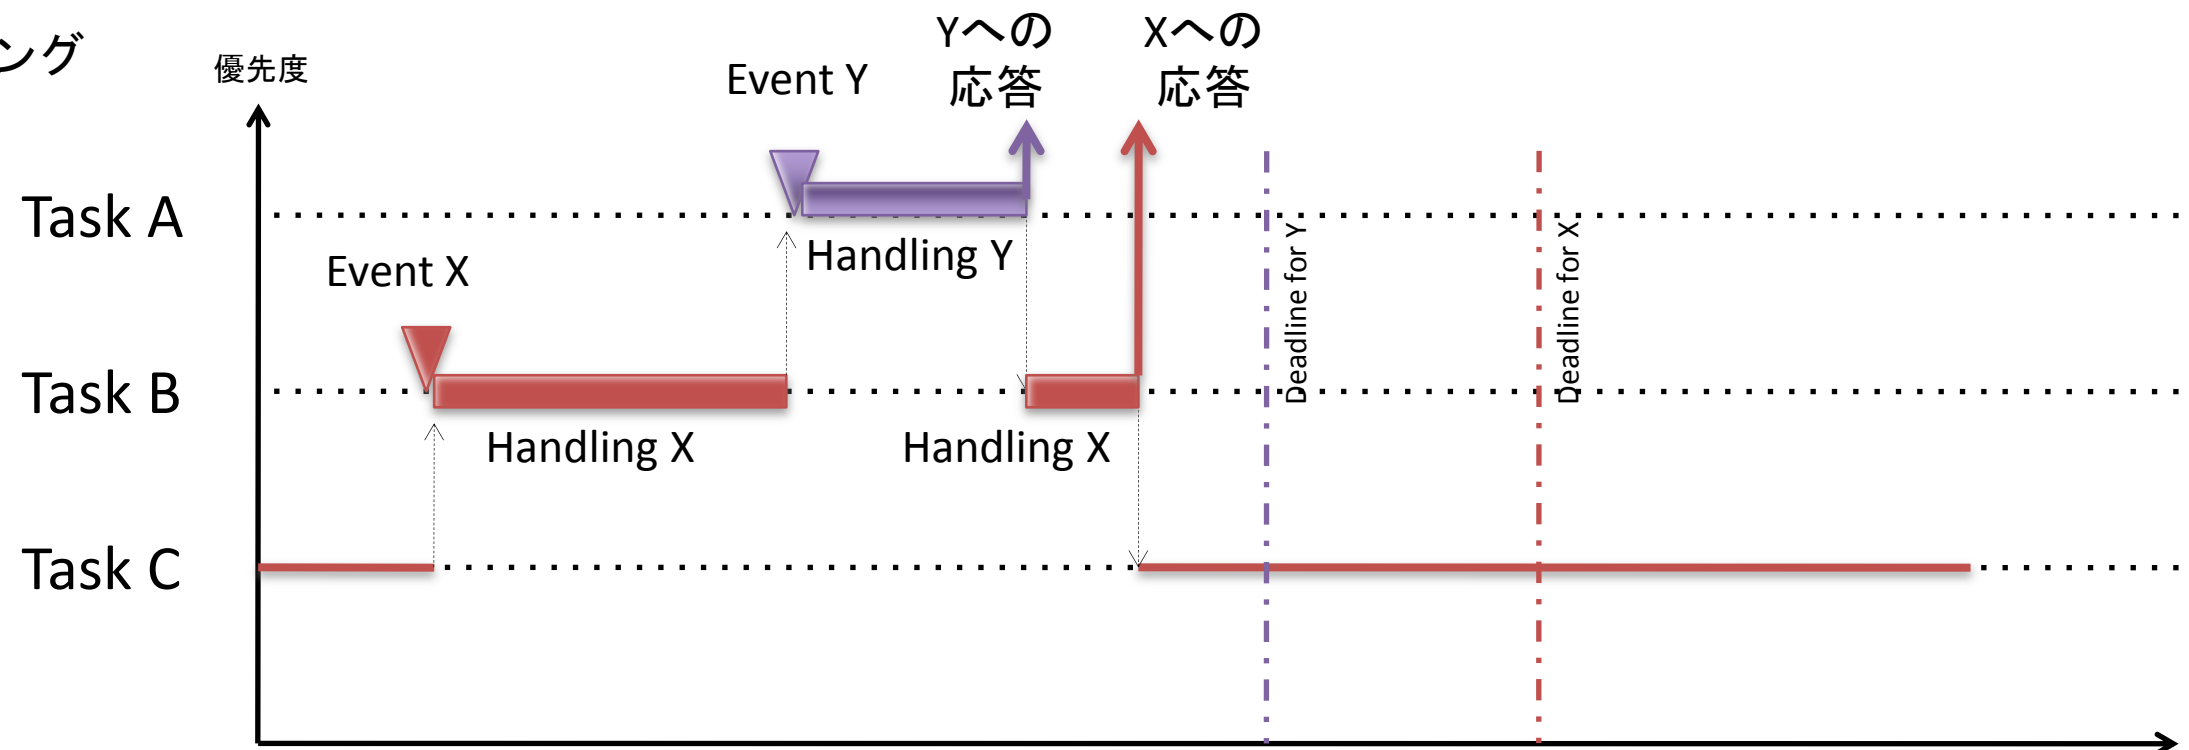 ング
優先度
Event Y
Yへの
応答
Xへの
応答
Task A
Handling Y
Event X
Deadline for Y
Deadline for X
Task B
Handling X
Handling X
Task C